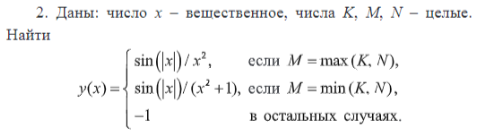 2. Даны: число x – вещественное, числа K, M, N – целые.
Найти
y(x) = { sin(|x|)/x², если M = max(K, N),
sin(|x|)/(x² +1), если M = min(K, N),
−1 в остальных случаях.